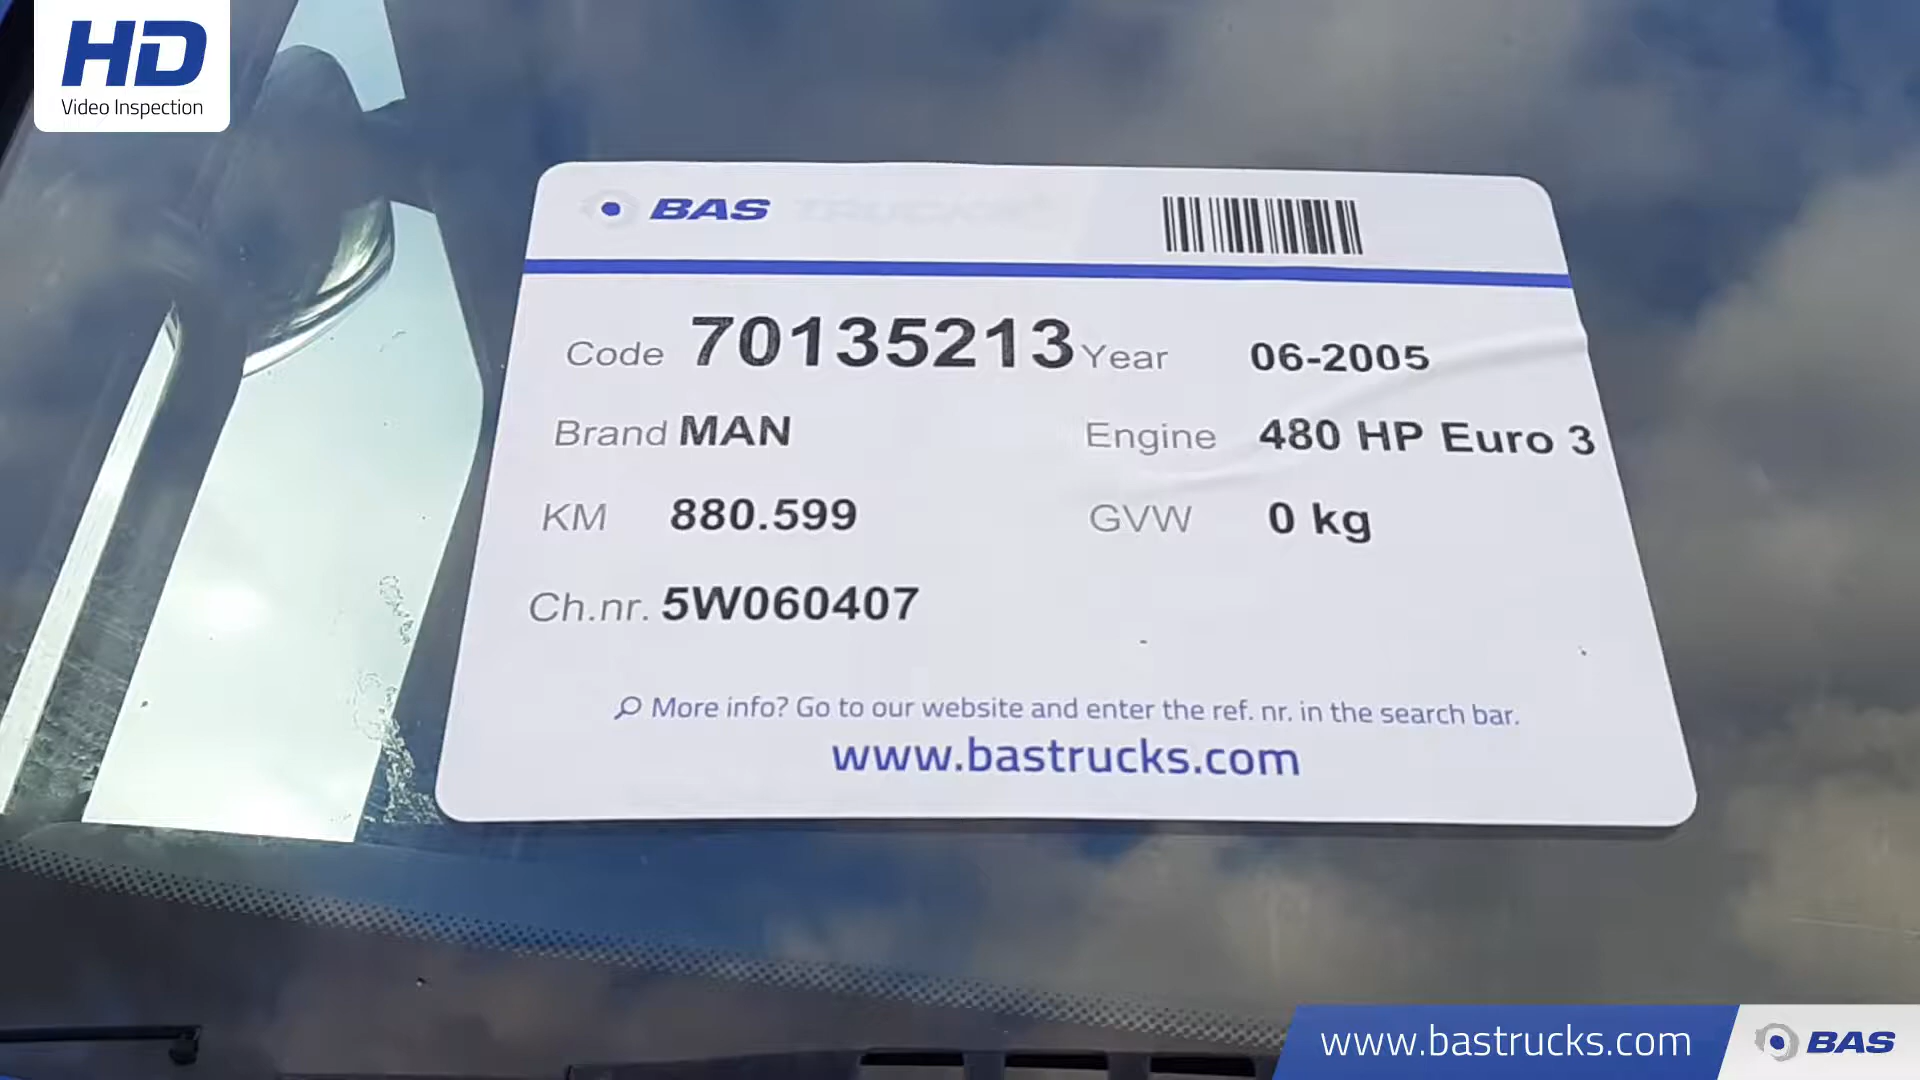 HD
Video Inspection
BAS TRUCKS
Code 70135213 Year 06-2005
Brand MAN Engine 480 HP Euro 3
KM 880.599 GVW 0 kg
Ch.nr. 5W060407
More info? Go to our website and enter the ref. nr. in the search bar.
www.bastrucks.com
www.bastrucks.com BAS